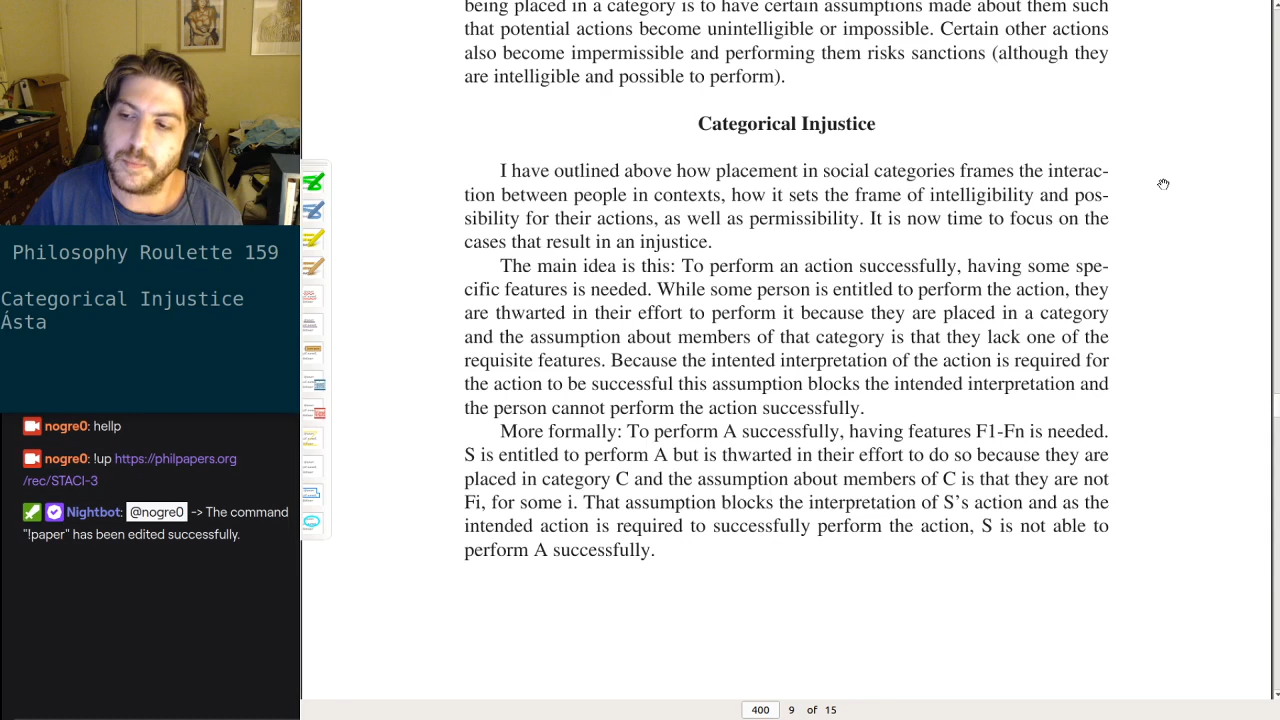 being placed in a category is to have certain assumptions made about them such
that potential actions become unintelligible or impossible. Certain other actions
also become impermissible and performing them risks sanctions (although they
are intelligible and possible to perform).
Categorical Injustice
I have outlined above how placement in social categories frames the interac-
tion between people in contexts, how it sets the frame of intelligibility and pos-
sibility for their actions, as well as permissibility. It is now time to focus on the
cases that result in an injustice.
The main idea is this: To perform an action successfully, having some spec-
ific features is needed. While some person is entitled to perform the action, they
are thwarted in their effort to perform it because they are placed in a category
and the assumption about members of that category is that they lack one of the
requisite features. As the intended interpretation of the action is required for
the action to be successful this assumption blocks the intended interpretation and
the person cannot perform the action successfully.
More formally: To perform A successfully having features F1-Fn is needed.
S is entitled to perform A, but is thwarted in their effort to do so because they are
placed in category C and the assumption about member of C is that they are not
Fi, for some i. That assumption blocks the interpretation of S's action and as the
intended action is required to successfully perform the action, S is not able to
perform A successfully.
Philosophy Roulette 159
Categorical Injustice
Ásta
nogre0: hellp
nogre0: !up https://philpapers.org
/rec/STACI-3
Nightbot: @nogre0 -> The command
"!paper" has been edited successfully.
400 9 of 15